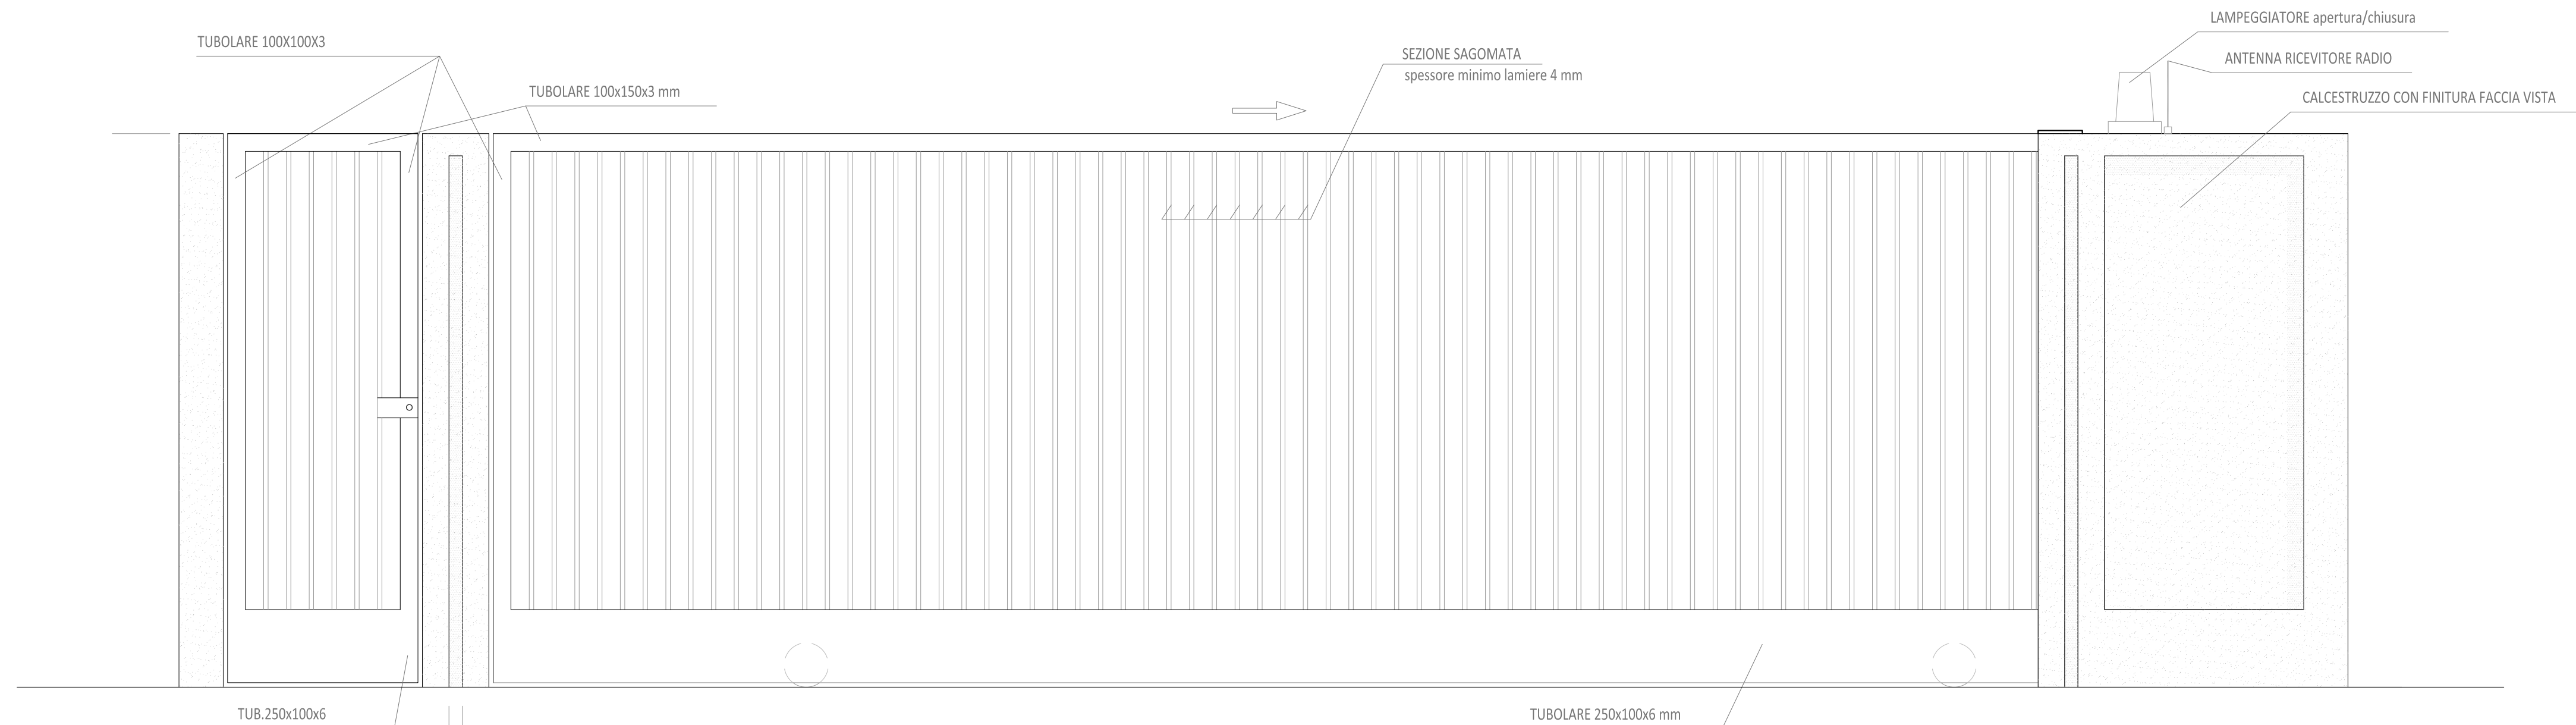 LAMPEGGIATORE apertura/chiusura
TUBOLARE 100X100X3
SEZIONE SAGOMATA
spessore minimo lamiere 4 mm
ANTENNA RICEVITORE RADIO
TUBOLARE 100x150x3 mm
CALCESTRUZZO CON FINITURA FACCIA VISTA
TUB.250x100x6
TUBOLARE 250x100x6 mm